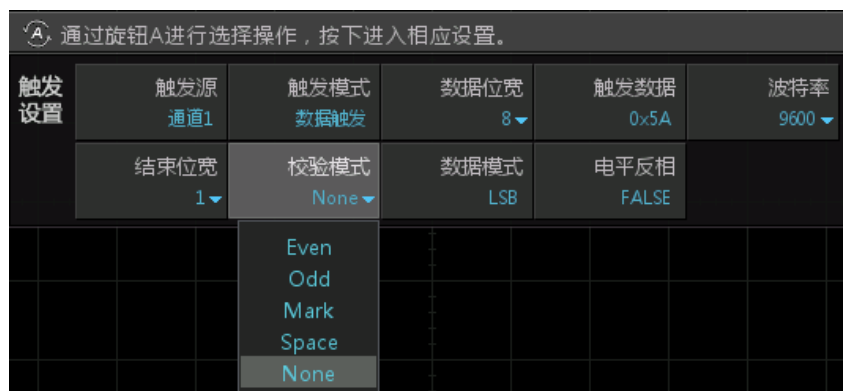 A 通过旋钮A进行选择操作，按下进入相应设置。
触发设置
触发源 触发模式 数据位宽 触发数据 波特率
通道1 数据触发 8 0x5A 9600
结束位宽 校验模式 数据模式 电平反相
1 None LSB FALSE
Even
Odd
Mark
Space
None